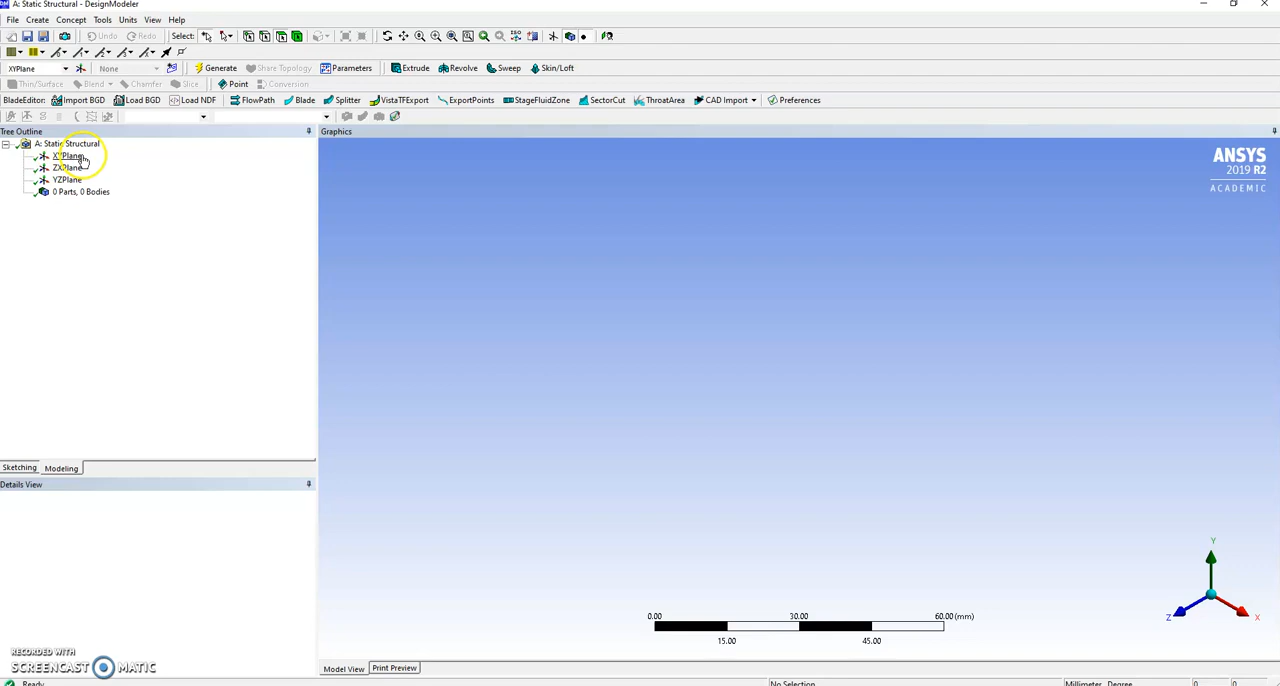 A: Static Structural - DesignModeler
File Create Concept Tools Units View Help
Undo Redo Select:
XYPlane None Generate Share Topology Parameters Extrude Revolve Sweep Skin/Loft
Thin/Surface Blend Chamfer Slice Point Conversion
BladeEditor: Import BGD Load BGD Load NDF FlowPath Blade Splitter VistaTFExport ExportPoints StageFluidZone SectorCut ThroatArea CAD Import Preferences
Tree Outline
Graphics
A: Static Structural
XYPlane
ZXPlane
YZPlane
0 Parts, 0 Bodies
ANSYS
2019 R2
ACADEMIC
Sketching Modeling
Details View
Y
Z
X
0.00 30.00 60.00 (mm)
15.00 45.00
RECORDED WITH
SCREENCAST MATIC
Model View Print Preview
Ready No Selection Millimeter Degree 0 0